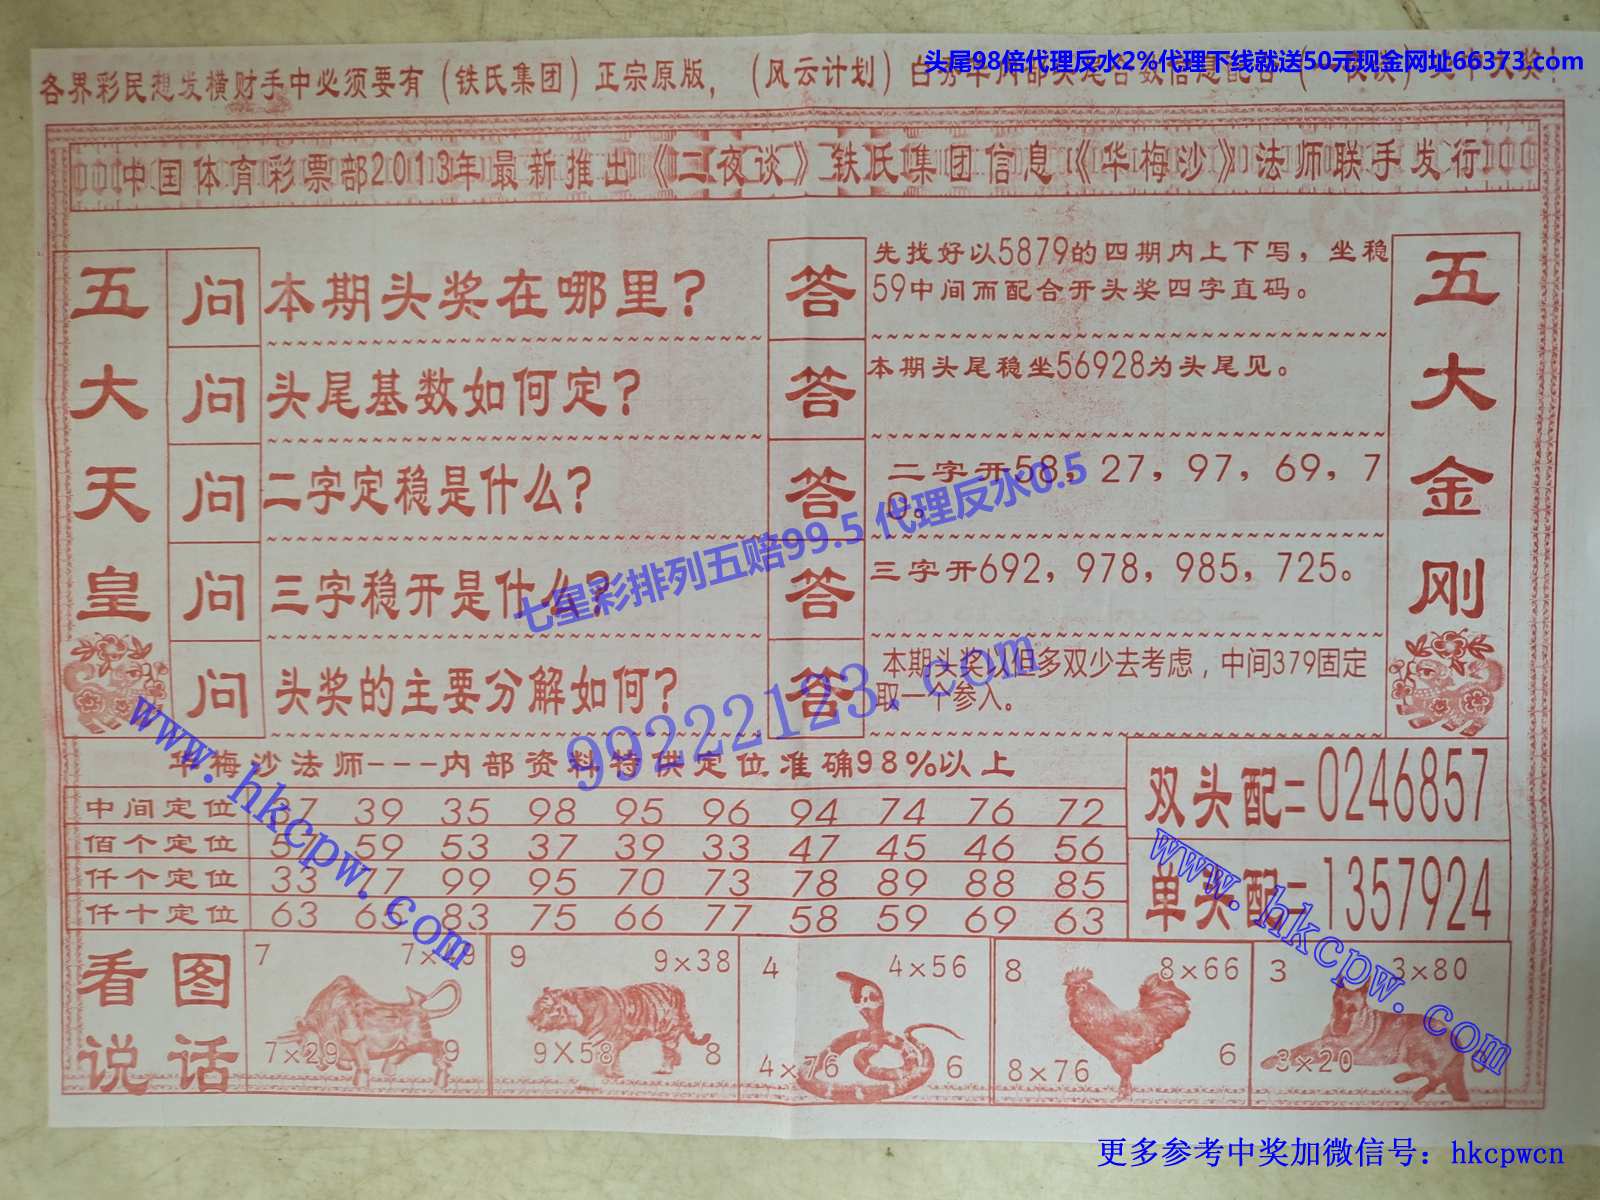 头尾98倍代理反水2%代理下线就送50元现金网址66373.com
各界彩民想发横财手中必须要有（铁氏集团）正宗原版，（风云计划）
中国体育彩票部2013年最新推出《二夜谈》铁氏集团信息《华梅沙》法师联手发行
五大天皇
问 本期头奖在哪里？
答 先找好以5879的四期内上下写，坐稳
59中间而配合开头奖四字直码。
问 头尾基数如何定？
答 本期头尾稳坐56928为头尾见。
问 二字定稳是什么？
答 二字开58，27，97，69，7
0。
问 三字稳开是什么？
答 三字开692，978，985，725。
问 头奖的主要分解如何？
答 本期头奖以但多双少去考虑，中间379固定
取一个参入。
五大金刚
七星彩排列五赔99.5 代理反水0.5
99222123.com
www.hkcpw.com
华梅沙法师---内部资料特供定位准确98%以上
中间定位 37 39 35 98 95 96 94 74 76 72
佰个定位 57 59 53 37 39 33 47 45 46 56
仟个定位 33 77 99 95 70 73 78 89 88 85
仟十定位 63 65 83 75 66 77 58 59 69 63
双头配=0246857
单头配=1357924
www.hkcpw.com
看图
说话
7 7×49
7×29 9
9 9×38
9×58 8
4 4×56
4×76 6
8 8×66
8×76 6
3 3×80
3×20
更多参考中奖加微信号：hkcpwcn